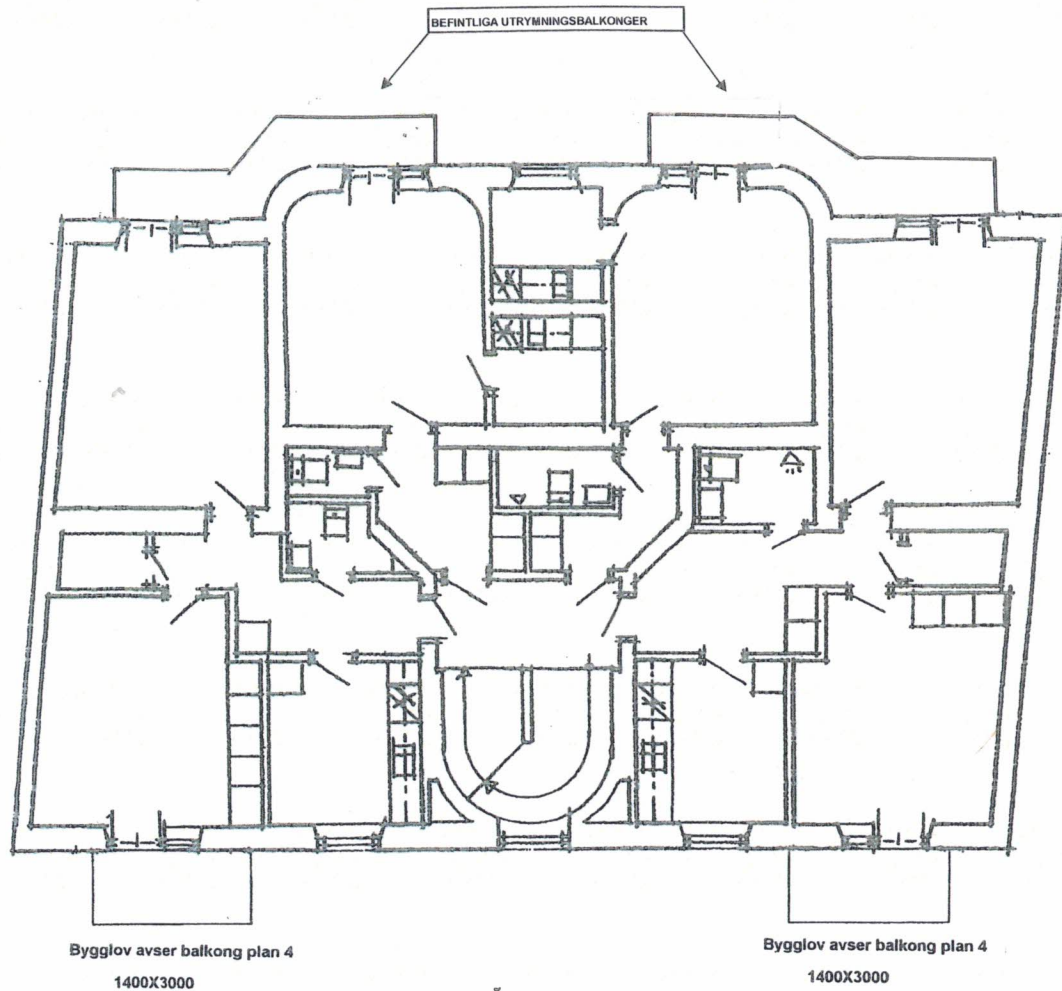 BEFINTLIGA UTRYMNINGSBALKONGER
Bygglov avser balkong plan 4
1400X3000
Bygglov avser balkong plan 4
1400X3000